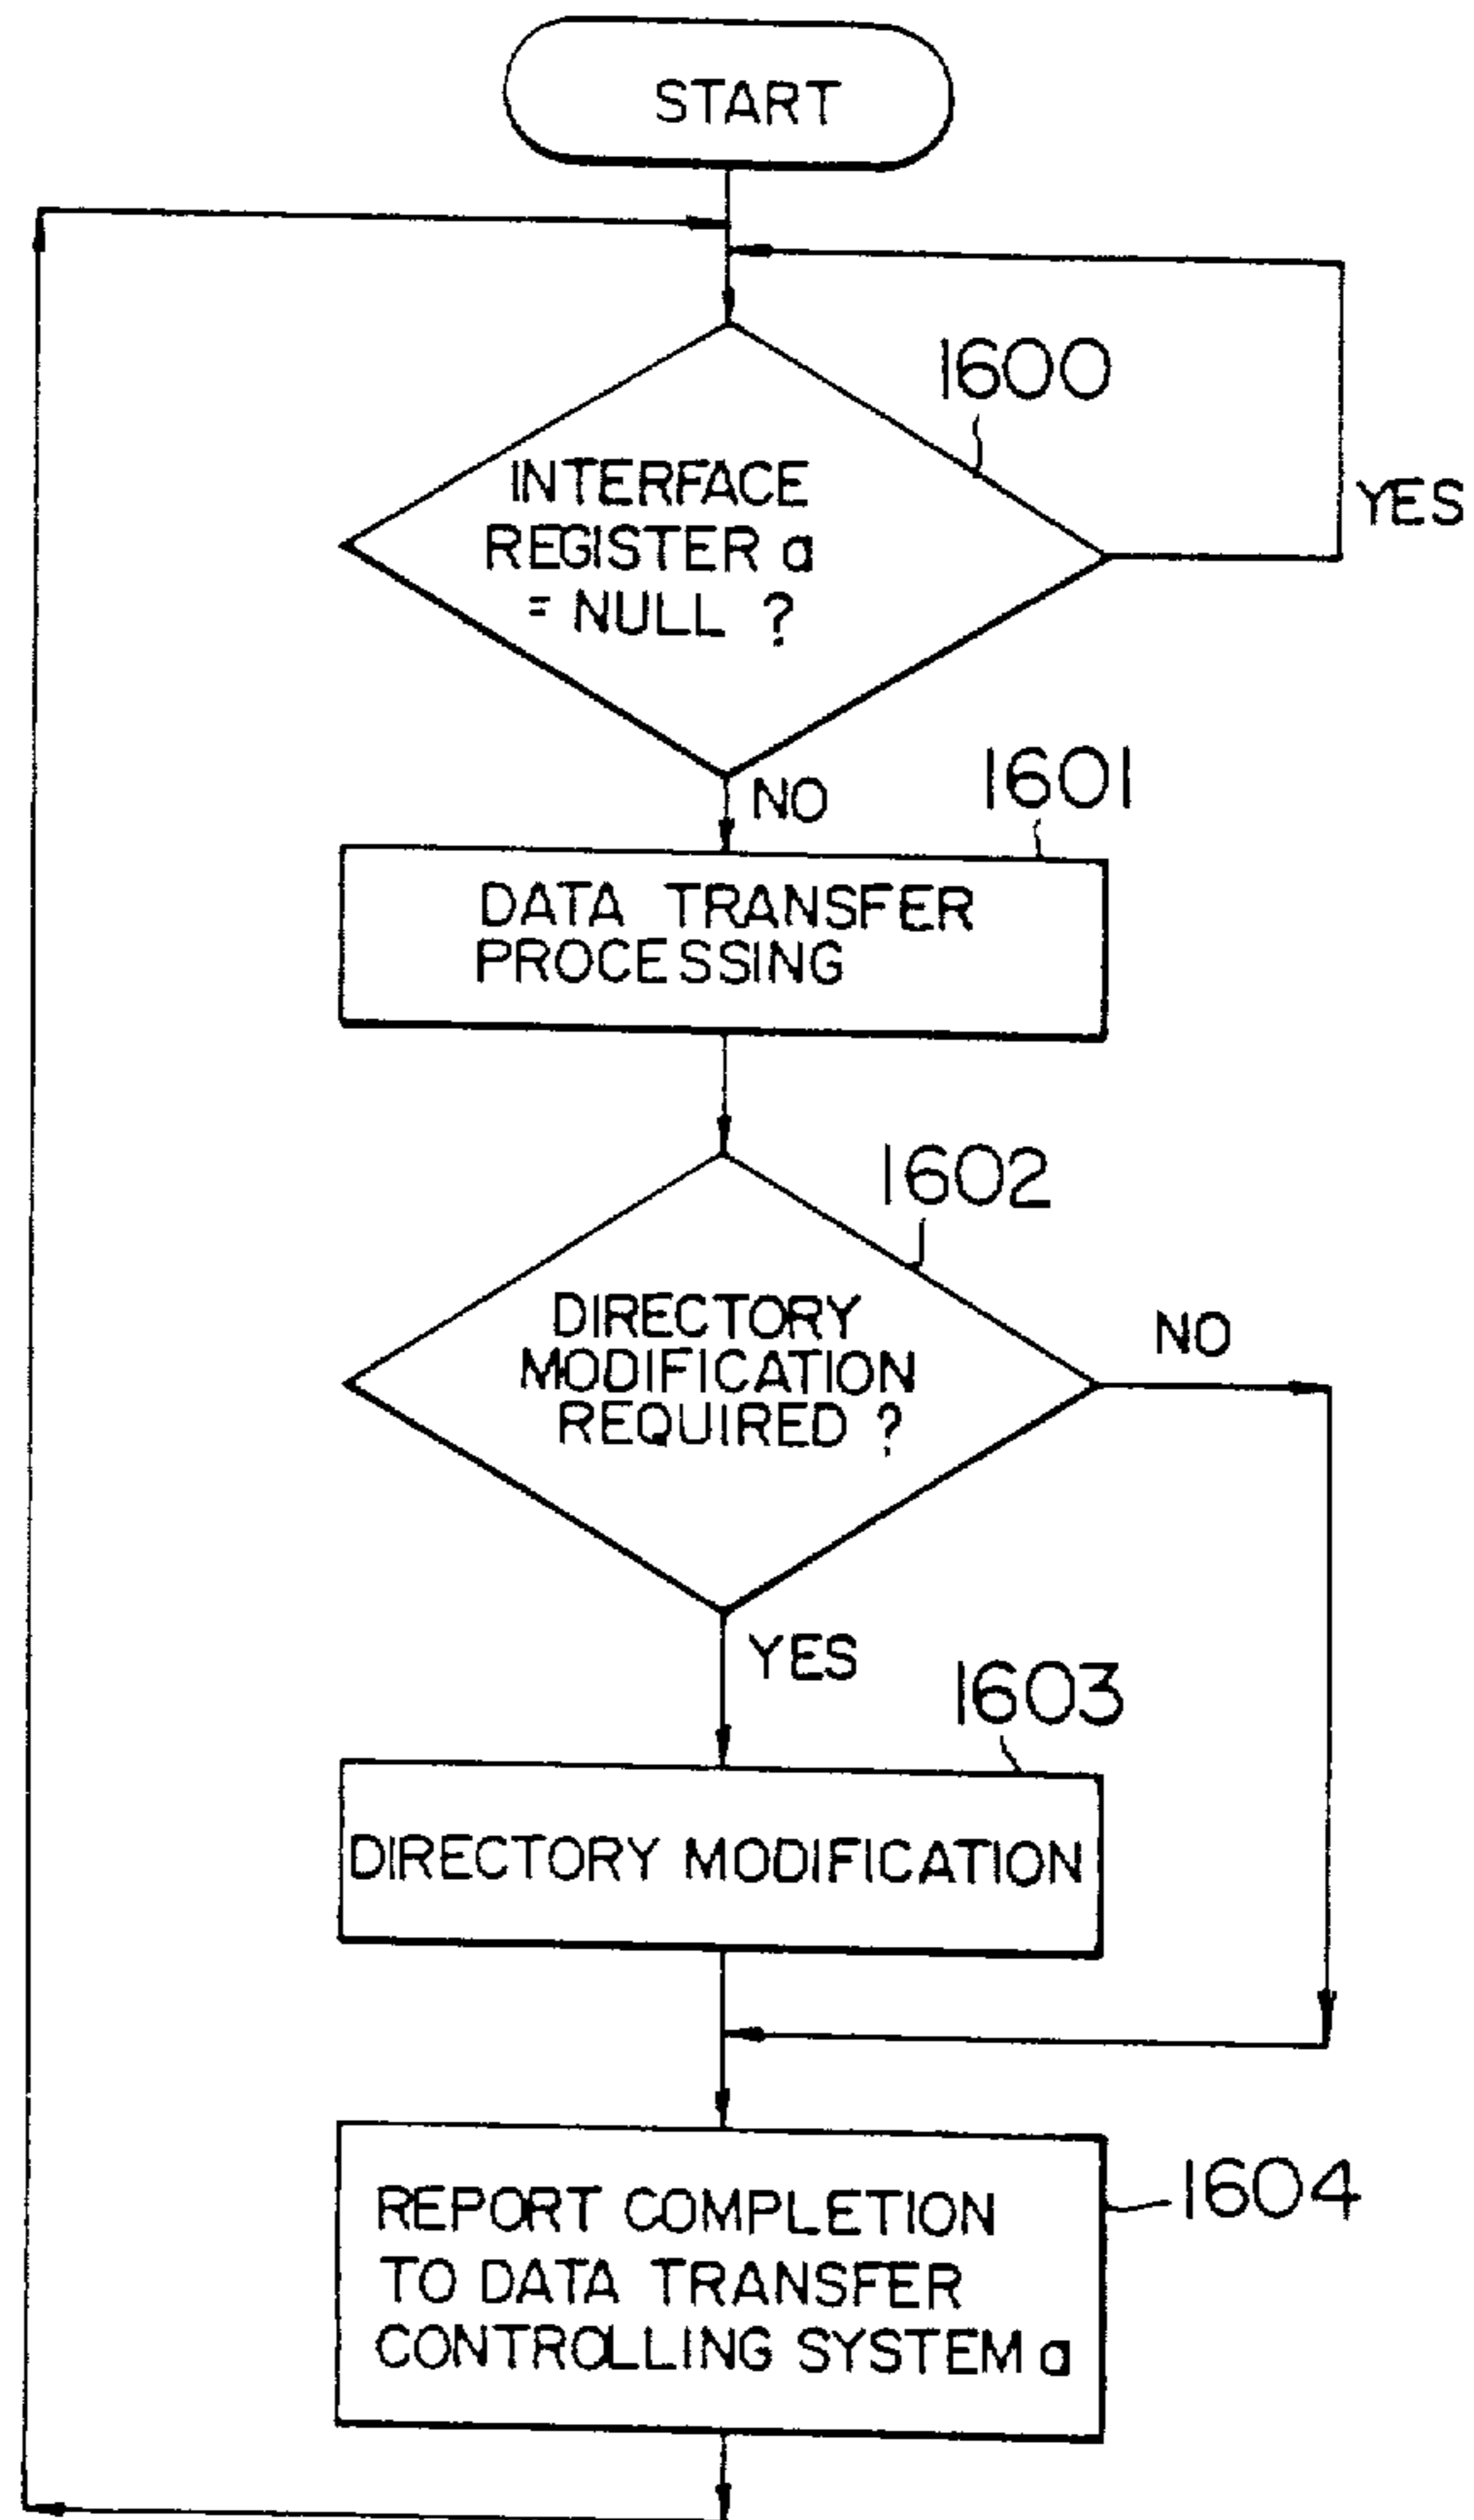 START
1600
INTERFACE
REGISTER a
= NULL ?
YES
NO
1601
DATA TRANSFER
PROCESSING
1602
DIRECTORY
MODIFICATION
REQUIRED ?
NO
YES
1603
DIRECTORY MODIFICATION
REPORT COMPLETION
TO DATA TRANSFER
CONTROLLING SYSTEM a
1604